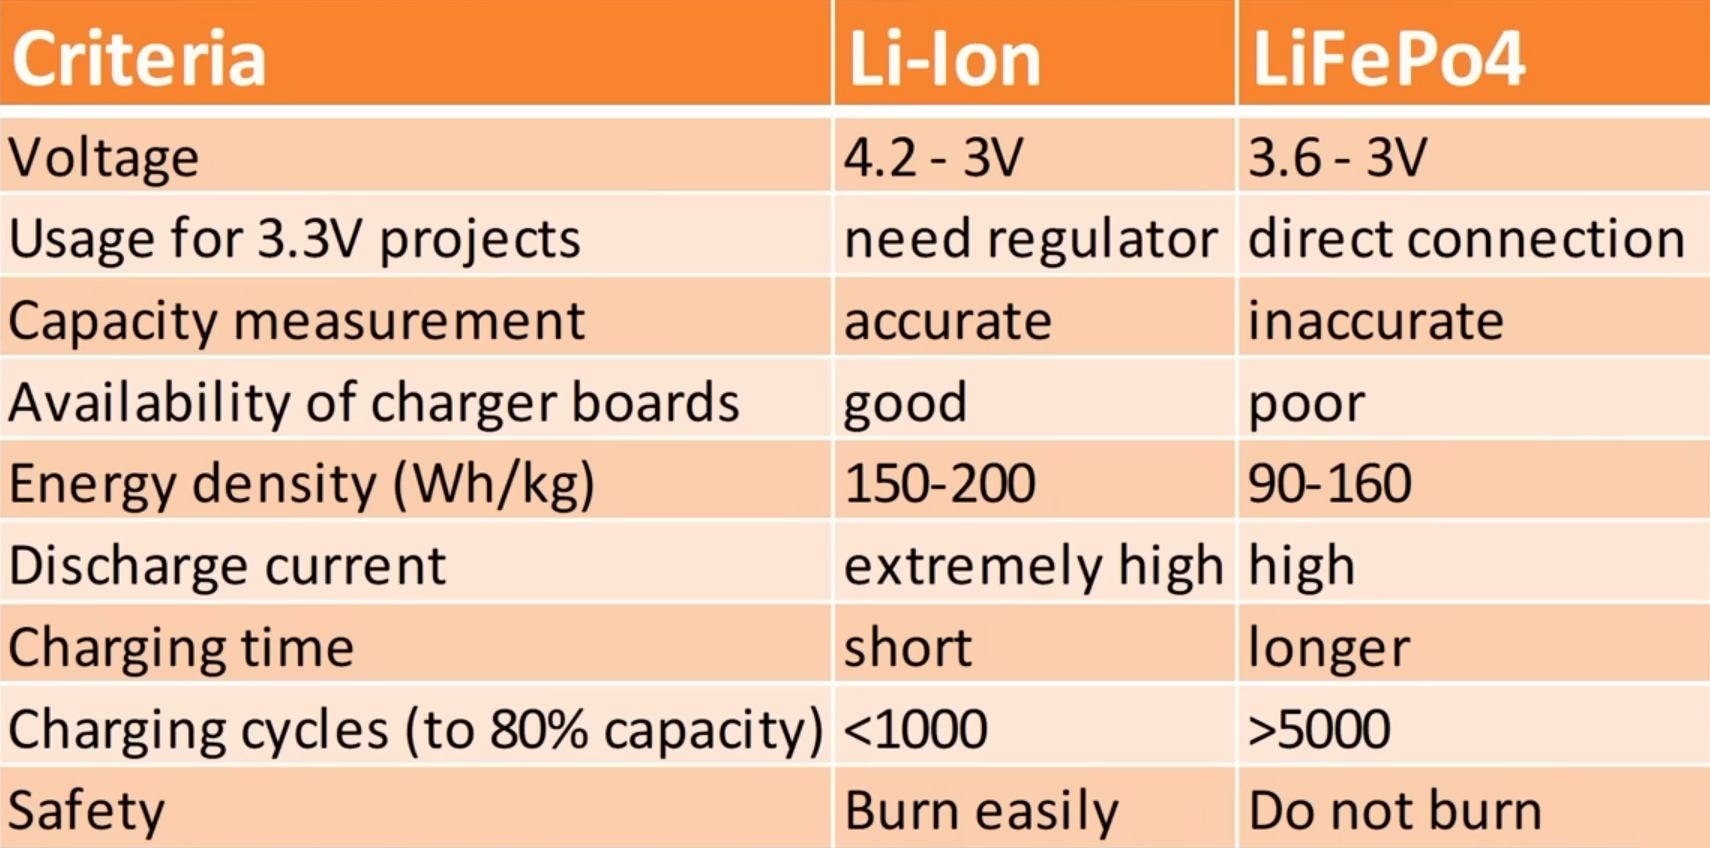 Criteria Li-Ion LiFePo4
Voltage 4.2 - 3V 3.6 - 3V
Usage for 3.3V projects need regulator direct connection
Capacity measurement accurate inaccurate
Availability of charger boards good poor
Energy density (Wh/kg) 150-200 90-160
Discharge current extremely high high
Charging time short longer
Charging cycles (to 80% capacity) <1000 >5000
Safety Burn easily Do not burn